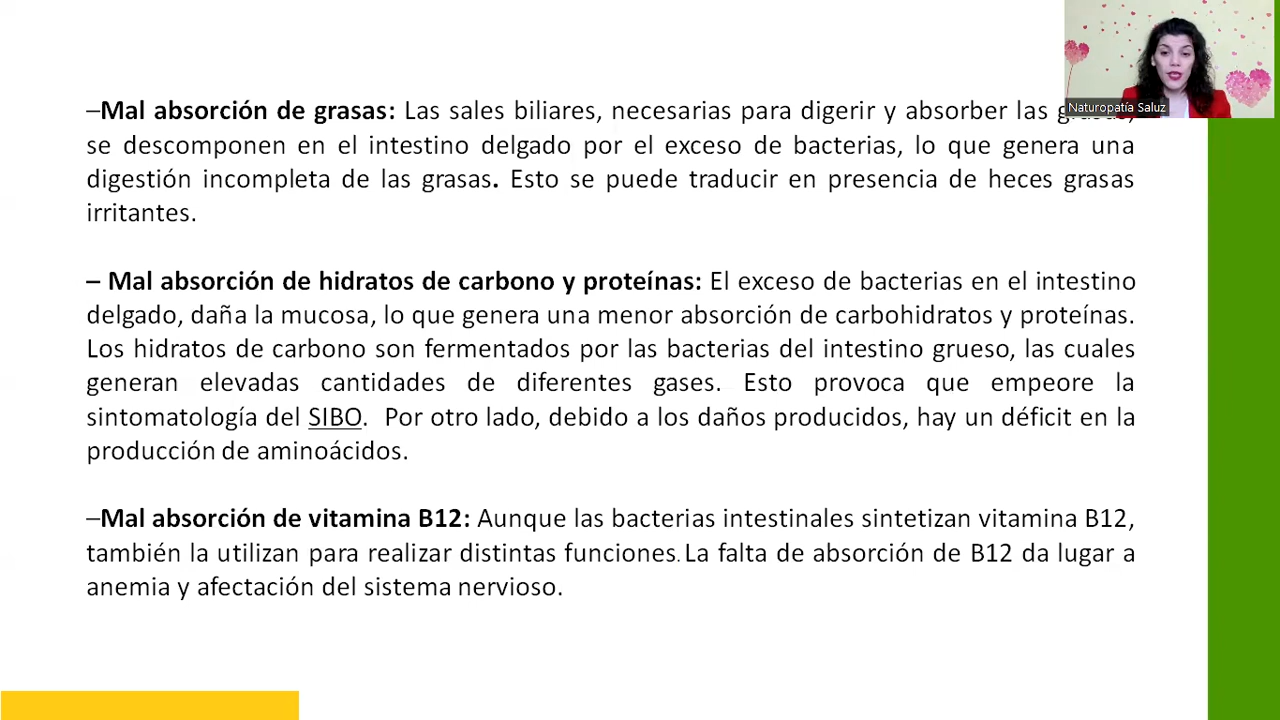 Naturopatía Saluz
–Mal absorción de grasas: Las sales biliares, necesarias para digerir y absorber las grasas,
se descomponen en el intestino delgado por el exceso de bacterias, lo que genera una
digestión incompleta de las grasas. Esto se puede traducir en presencia de heces grasas
irritantes.
– Mal absorción de hidratos de carbono y proteínas: El exceso de bacterias en el intestino
delgado, daña la mucosa, lo que genera una menor absorción de carbohidratos y proteínas.
Los hidratos de carbono son fermentados por las bacterias del intestino grueso, las cuales
generan elevadas cantidades de diferentes gases. Esto provoca que empeore la
sintomatología del SIBO. Por otro lado, debido a los daños producidos, hay un déficit en la
producción de aminoácidos.
–Mal absorción de vitamina B12: Aunque las bacterias intestinales sintetizan vitamina B12,
también la utilizan para realizar distintas funciones. La falta de absorción de B12 da lugar a
anemia y afectación del sistema nervioso.